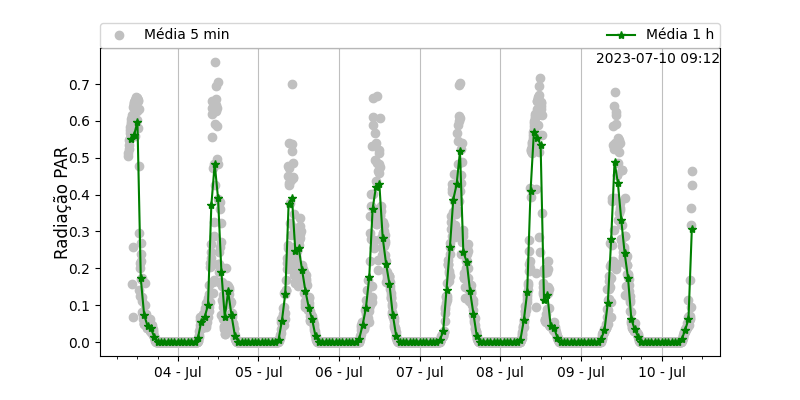 Média 5 min
Média 1 h
2023-07-10 09:12
Radiação PAR
0.7
0.6
0.5
0.4
0.3
0.2
0.1
0.0
04 - Jul
05 - Jul
06 - Jul
07 - Jul
08 - Jul
09 - Jul
10 - Jul